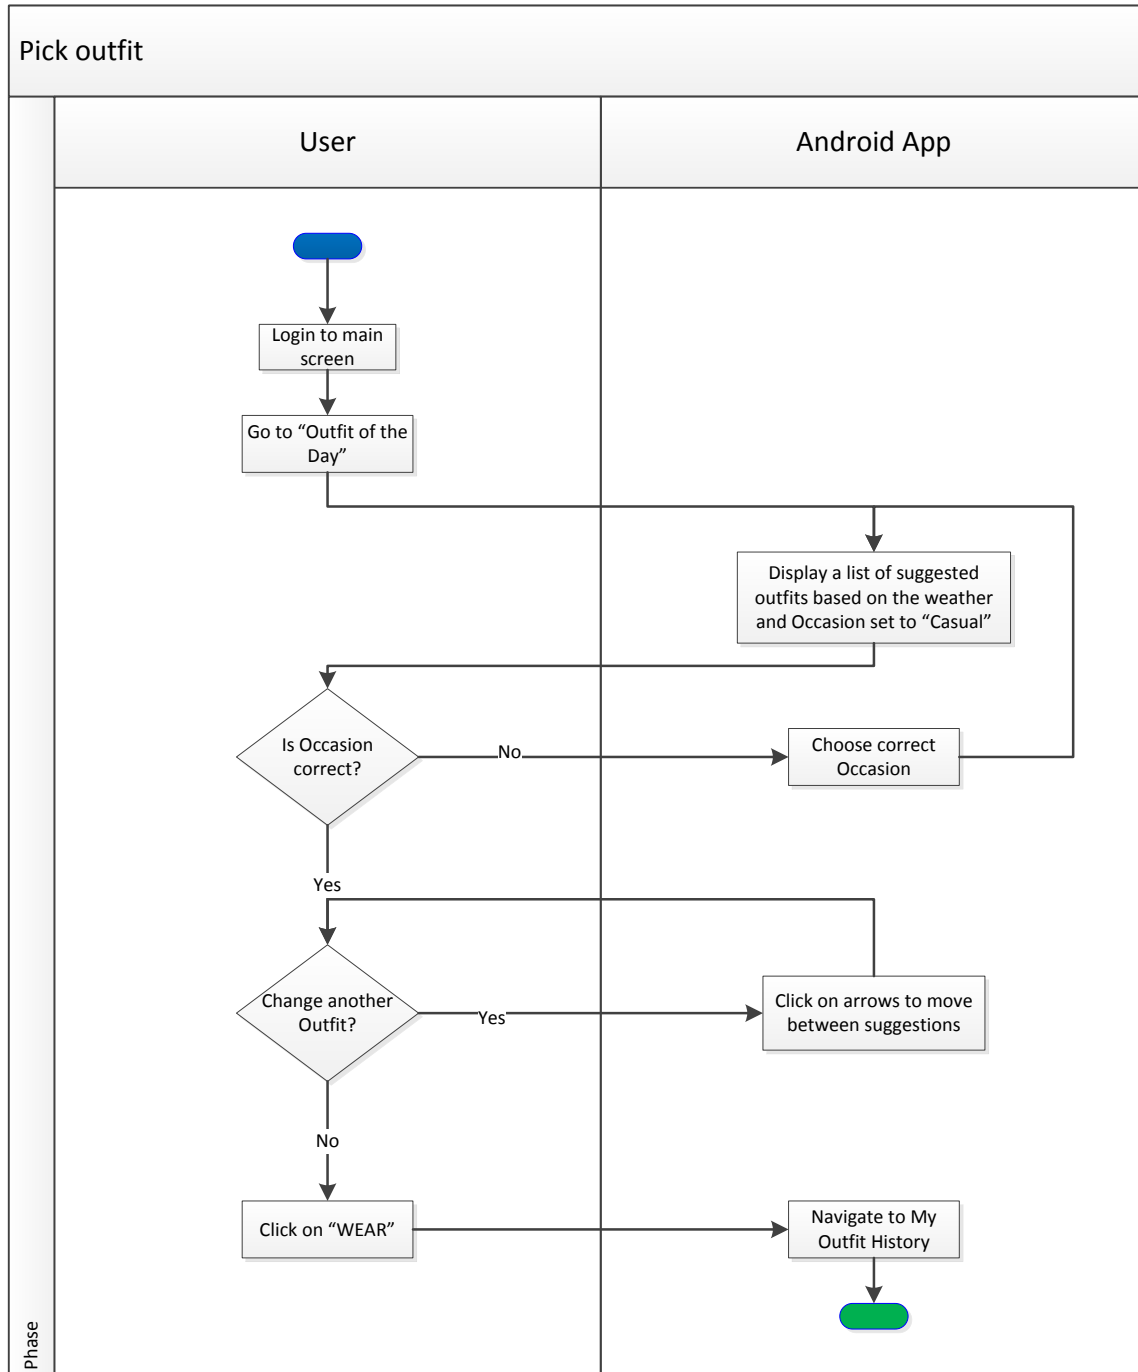 Pick outfit
User
Android App
Login to main
screen
Go to “Outfit of the
Day”
Display a list of suggested
outfits based on the weather
and Occasion set to “Casual”
Is Occasion
correct?
No
Choose correct
Occasion
Yes
Change another
Outfit?
Yes
Click on arrows to move
between suggestions
No
Click on “WEAR”
Navigate to My
Outfit History
Phase